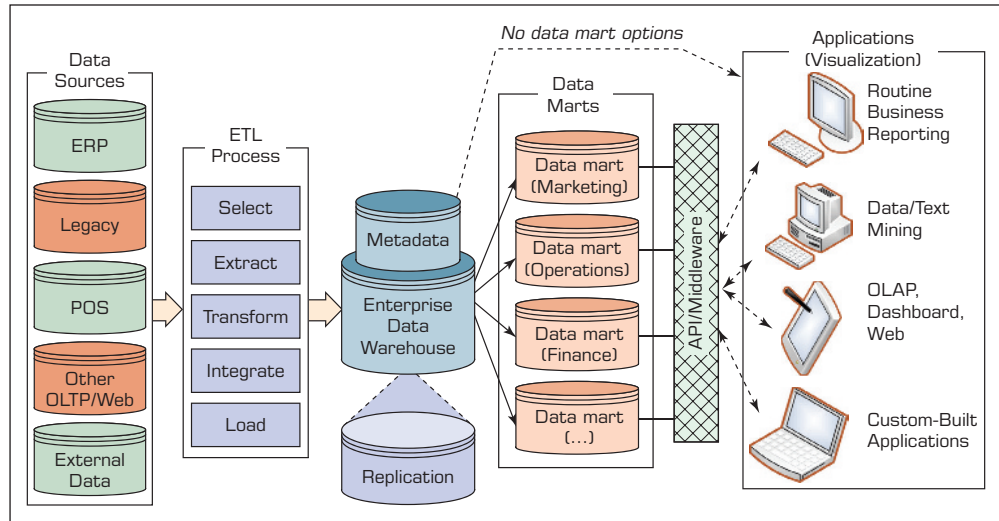 No data mart options
Data
Sources
ERP
Legacy
POS
Other
OLTP/Web
External
Data
ETL
Process
Select
Extract
Transform
Integrate
Load
Metadata
Enterprise
Data
Warehouse
Replication
Data
Marts
Data mart
(Marketing)
Data mart
(Operations)
Data mart
(Finance)
Data mart
(...)
API/Middleware
Applications
(Visualization)
Routine
Business
Reporting
Data/Text
Mining
OLAP,
Dashboard,
Web
Custom-Built
Applications